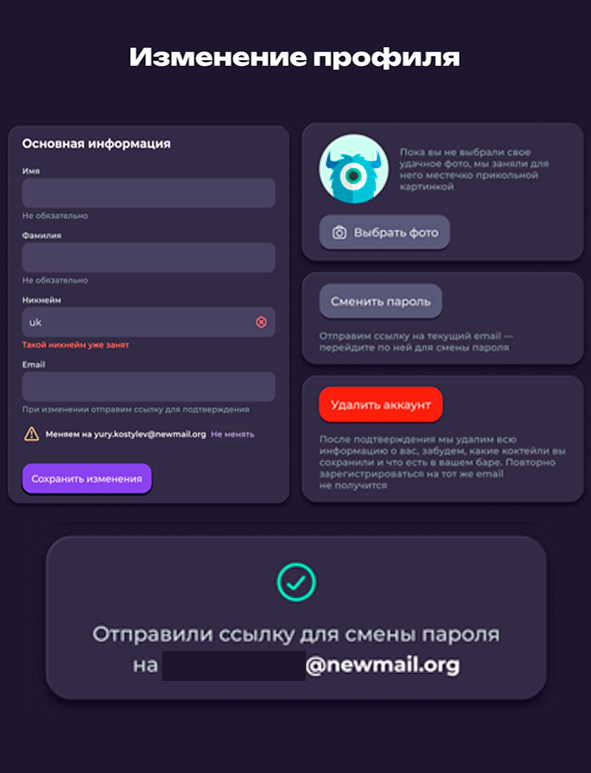 Изменение профиля
Основная информация
Имя
Не обязательно
Фамилия
Не обязательно
Никнейм
uk
Такой никнейм уже занят
Email
При изменении отправим ссылку для подтверждения
Меняем на yury.kostylev@newmail.org Не менять
Сохранить изменения
Пока вы не выбрали свое
удачное фото, мы заняли для
него местечко прикольной
картинкой
Выбрать фото
Сменить пароль
Отправим ссылку на текущий email —
перейдите по ней для смены пароля
Удалить аккаунт
После подтверждения мы удалим всю
информацию о вас, забудем, какие коктейли вы
сохранили и что есть в вашем баре. Повторно
зарегистрироваться на тот же email
не получится
Отправили ссылку для смены пароля
на @newmail.org